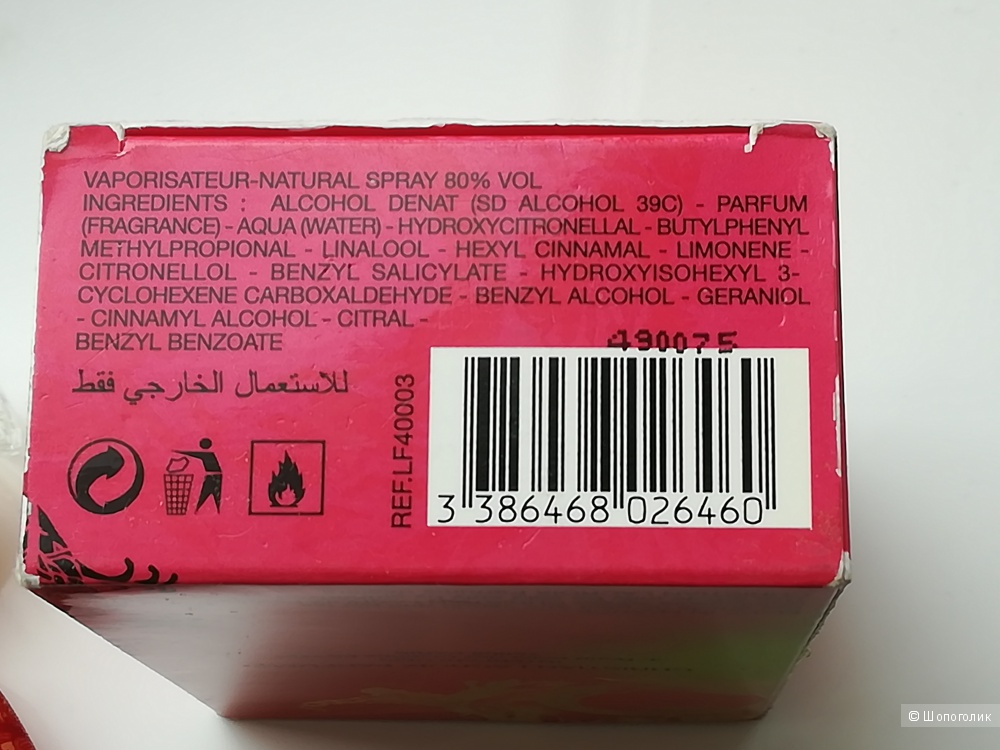 VAPORISATEUR-NATURAL SPRAY 80% VOL
INGREDIENTS : ALCOHOL DENAT (SD ALCOHOL 39C) - PARFUM
(FRAGRANCE) - AQUA (WATER) - HYDROXYCITRONELLAL - BUTYLPHENYL
METHYLPROPIONAL - LINALOOL - HEXYL CINNAMAL - LIMONENE -
CITRONELLOL - BENZYL SALICYLATE - HYDROXYISOHEXYL 3-
CYCLOHEXENE CARBOXALDEHYDE - BENZYL ALCOHOL - GERANIOL
- CINNAMYL ALCOHOL - CITRAL -
BENZYL BENZOATE
490075
للاستعمال الخارجي فقط
REF.LF40003
3 386468 026460
© Шопоголик